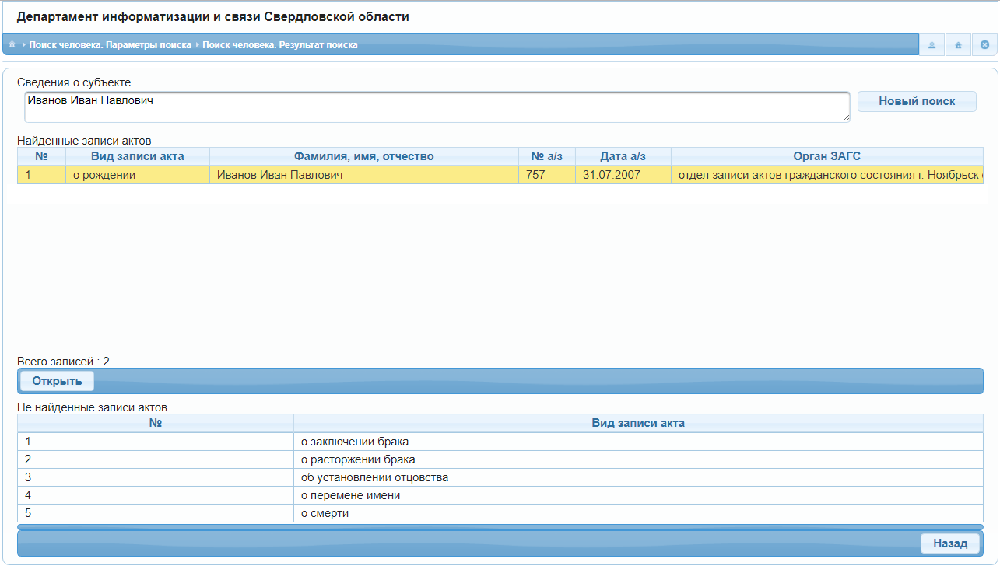 Департамент информатизации и связи Свердловской области
Поиск человека. Параметры поиска Поиск человека. Результат поиска
Сведения о субъекте
Иванов Иван Павлович
Новый поиск
Найденные записи актов
№ Вид записи акта Фамилия, имя, отчество № а/з Дата а/з Орган ЗАГС
1 о рождении Иванов Иван Павлович 757 31.07.2007 отдел записи актов гражданского состояния г. Ноябрьск
Всего записей : 2
Открыть
Не найденные записи актов
№ Вид записи акта
1 о заключении брака
2 о расторжении брака
3 об установлении отцовства
4 о перемене имени
5 о смерти
Назад